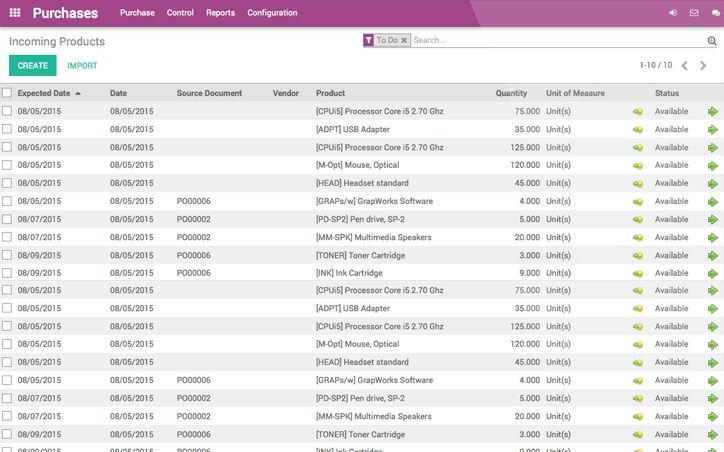 Purchases Purchase Control Reports Configuration
Incoming Products To Do Search...
CREATE IMPORT 1-10 / 10
Expected Date Date Source Document Vendor Product Quantity Unit of Measure Status
08/05/2015 08/05/2015 [CPUi5] Processor Core i5 2.70 Ghz 75.000 Unit(s) Available
08/05/2015 08/05/2015 [ADPT] USB Adapter 35.000 Unit(s) Available
08/05/2015 08/05/2015 [CPUi5] Processor Core i5 2.70 Ghz 125.000 Unit(s) Available
08/05/2015 08/05/2015 [M-Opt] Mouse, Optical 120.000 Unit(s) Available
08/05/2015 08/05/2015 [HEAD] Headset standard 45.000 Unit(s) Available
08/05/2015 08/05/2015 PO00006 [GRAPs/w] GrapWorks Software 4.000 Unit(s) Available
08/07/2015 08/05/2015 PO00002 [PD-SP2] Pen drive, SP-2 5.000 Unit(s) Available
08/07/2015 08/05/2015 PO00002 [MM-SPK] Multimedia Speakers 20.000 Unit(s) Available
08/09/2015 08/05/2015 PO00006 [TONER] Toner Cartridge 3.000 Unit(s) Available
08/09/2015 08/05/2015 PO00006 [INK] Ink Cartridge 9.000 Unit(s) Available
08/05/2015 08/05/2015 [CPUi5] Processor Core i5 2.70 Ghz 75.000 Unit(s) Available
08/05/2015 08/05/2015 [ADPT] USB Adapter 35.000 Unit(s) Available
08/05/2015 08/05/2015 [CPUi5] Processor Core i5 2.70 Ghz 125.000 Unit(s) Available
08/05/2015 08/05/2015 [M-Opt] Mouse, Optical 120.000 Unit(s) Available
08/05/2015 08/05/2015 [HEAD] Headset standard 45.000 Unit(s) Available
08/05/2015 08/05/2015 PO00006 [GRAPs/w] GrapWorks Software 4.000 Unit(s) Available
08/07/2015 08/05/2015 PO00002 [PD-SP2] Pen drive, SP-2 5.000 Unit(s) Available
08/07/2015 08/05/2015 PO00002 [MM-SPK] Multimedia Speakers 20.000 Unit(s) Available
08/09/2015 08/05/2015 PO00006 [TONER] Toner Cartridge 3.000 Unit(s) Available
08/09/2015 08/05/2015 PO00006 [INK] Ink Cartridge 9.000 Unit(s) Available